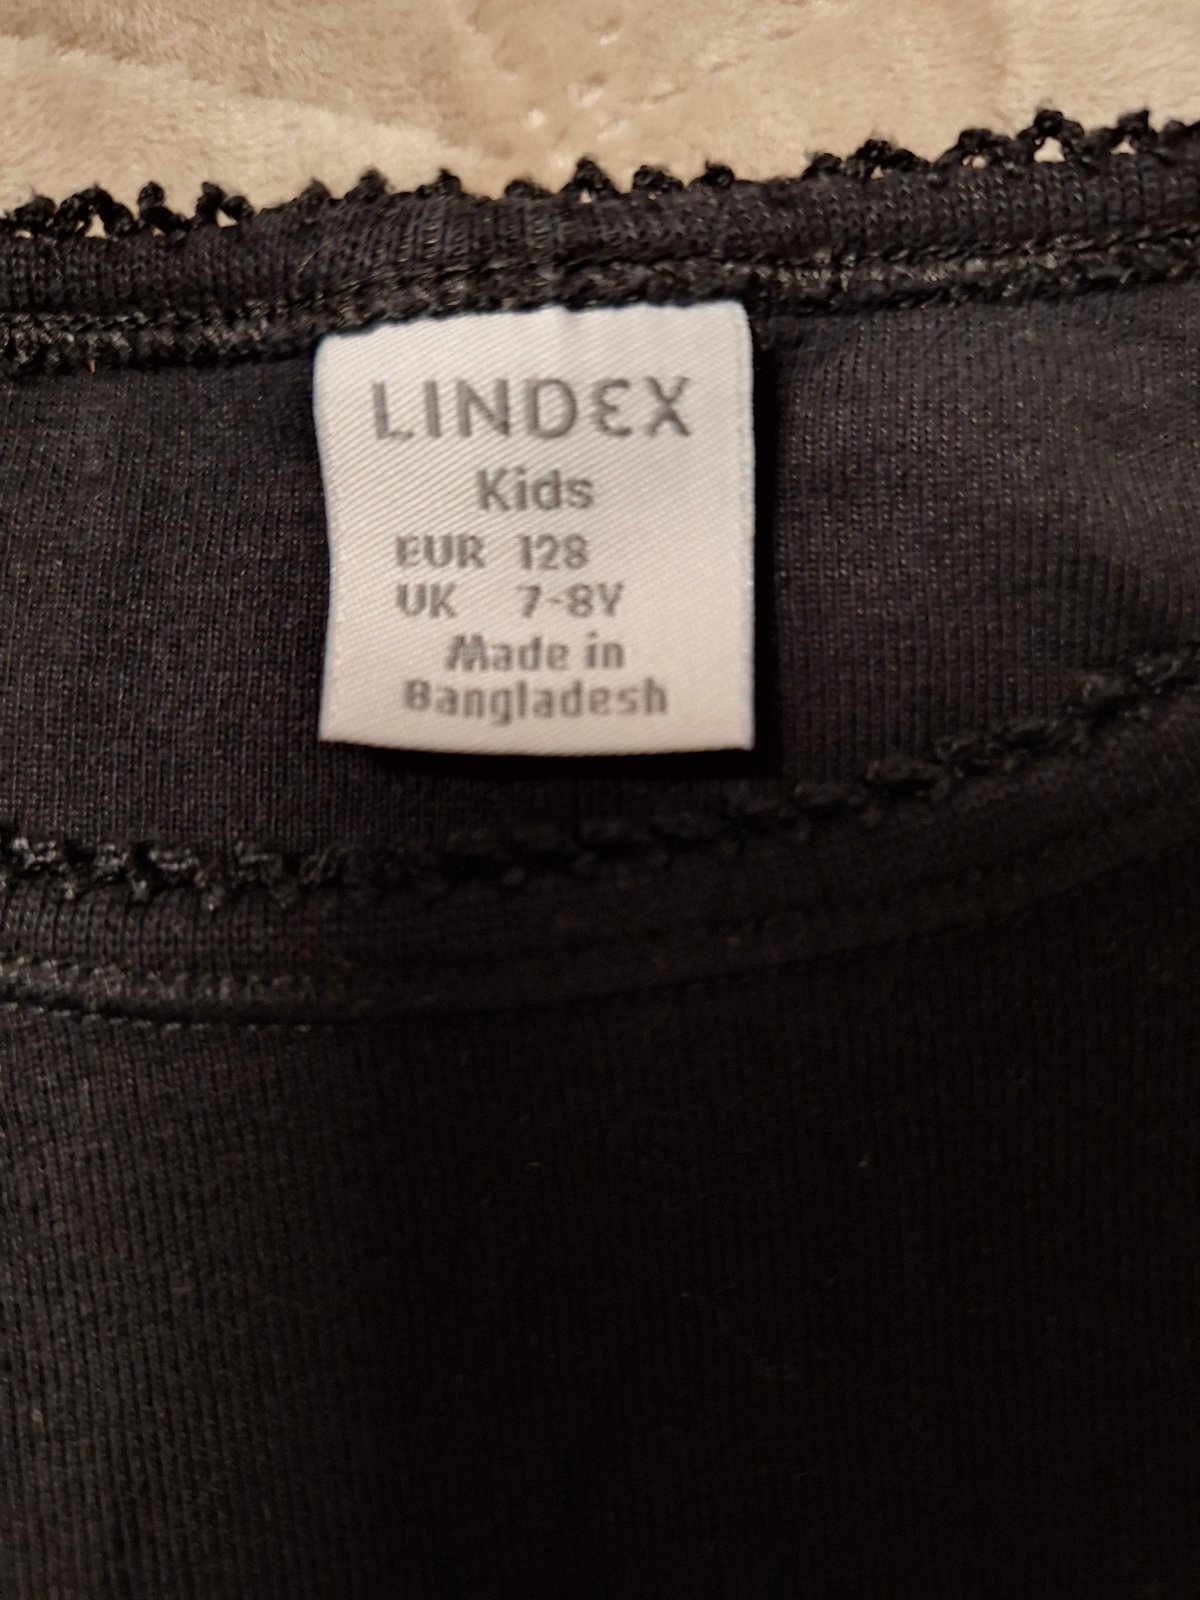 LINDEX
Kids
EUR 128
UK 7-8Y
Made in
Bangladesh